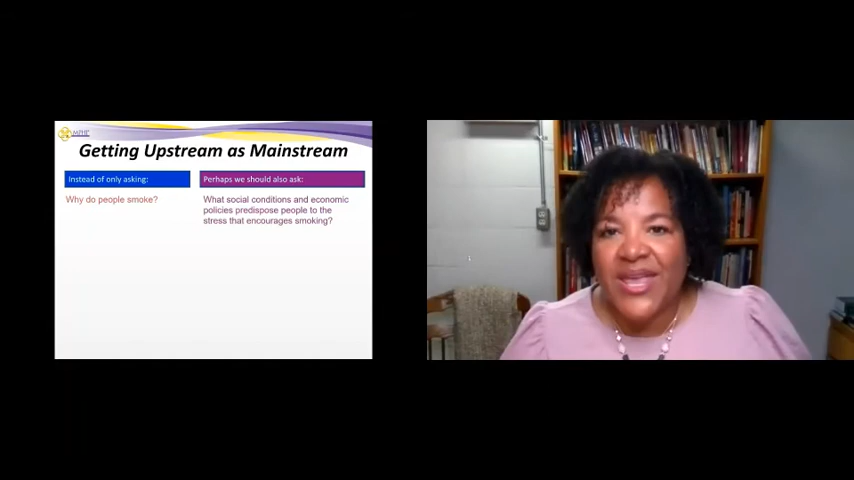 Getting Upstream as Mainstream
Instead of only asking:
Perhaps we should also ask:
Why do people smoke?
What social conditions and economic
policies predispose people to the
stress that encourages smoking?